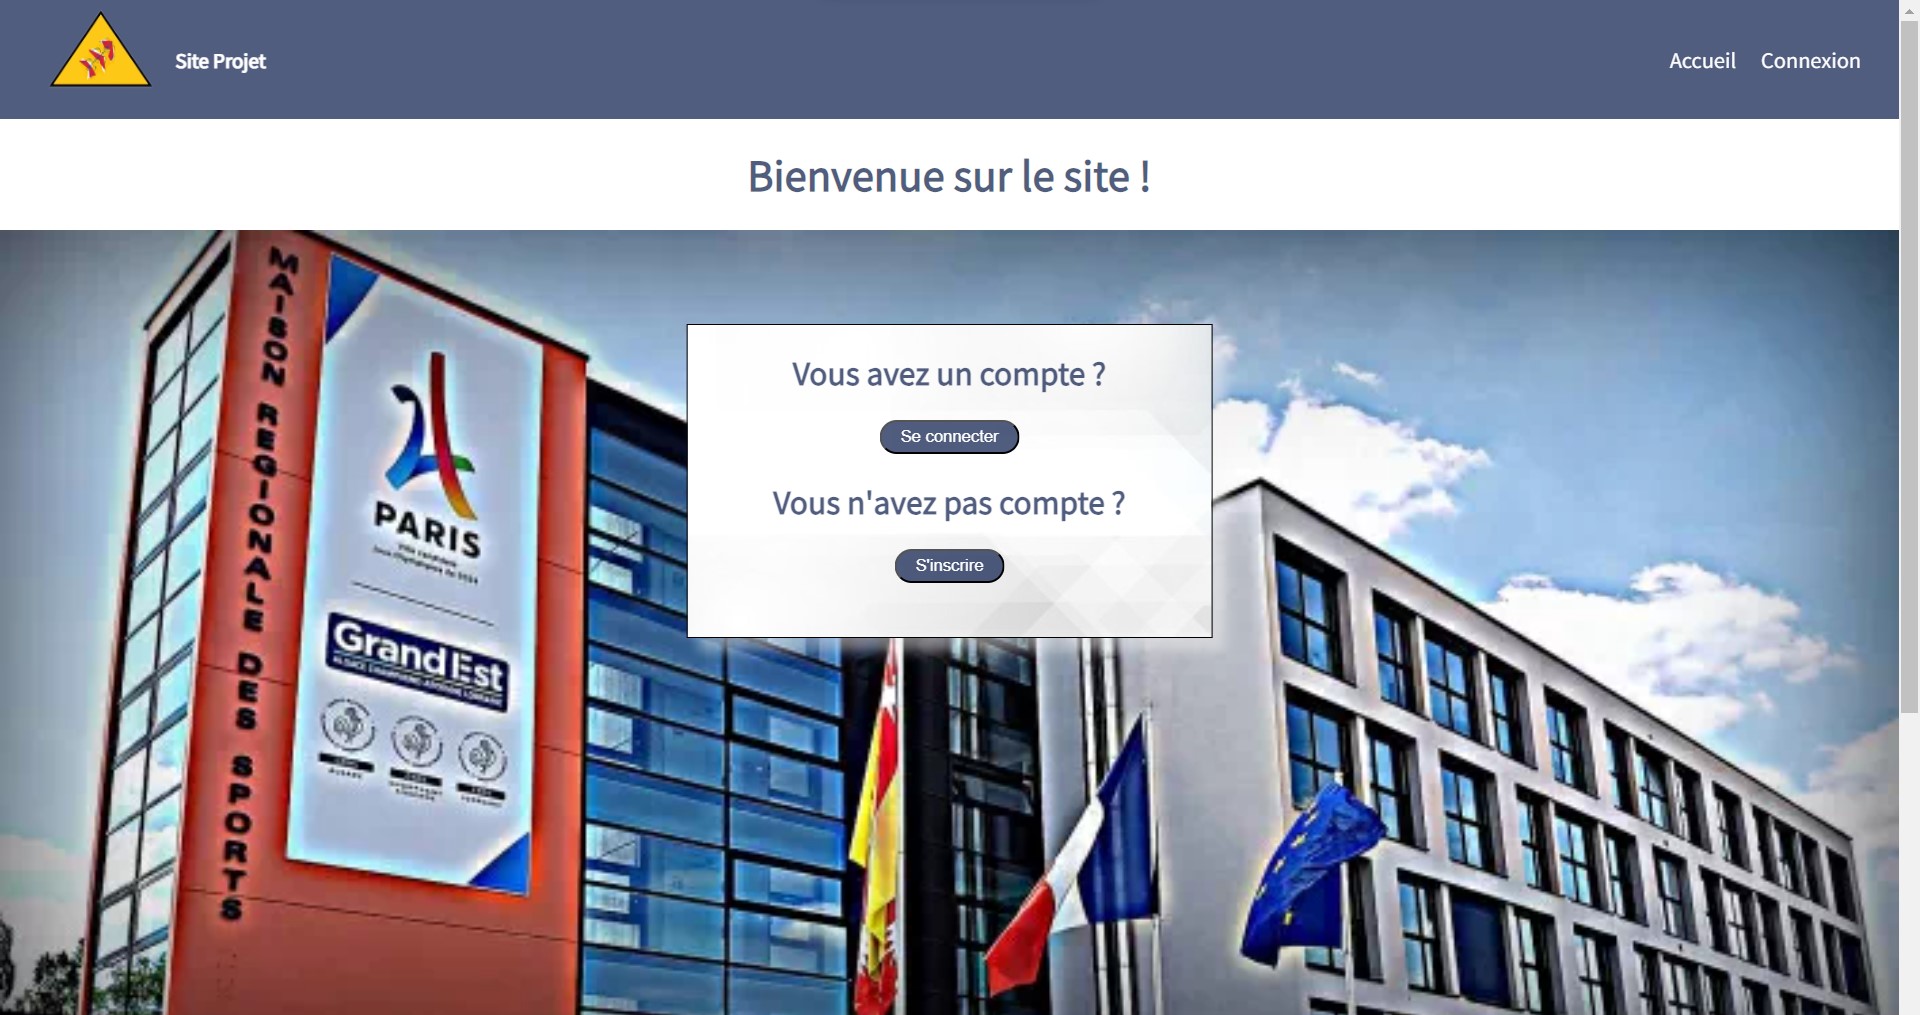 Site Projet
Accueil
Connexion
Bienvenue sur le site !
MAISON REGIONALE DES SPORTS
PARIS
Grand Est
Vous avez un compte ?
Se connecter
Vous n'avez pas compte ?
S'inscrire